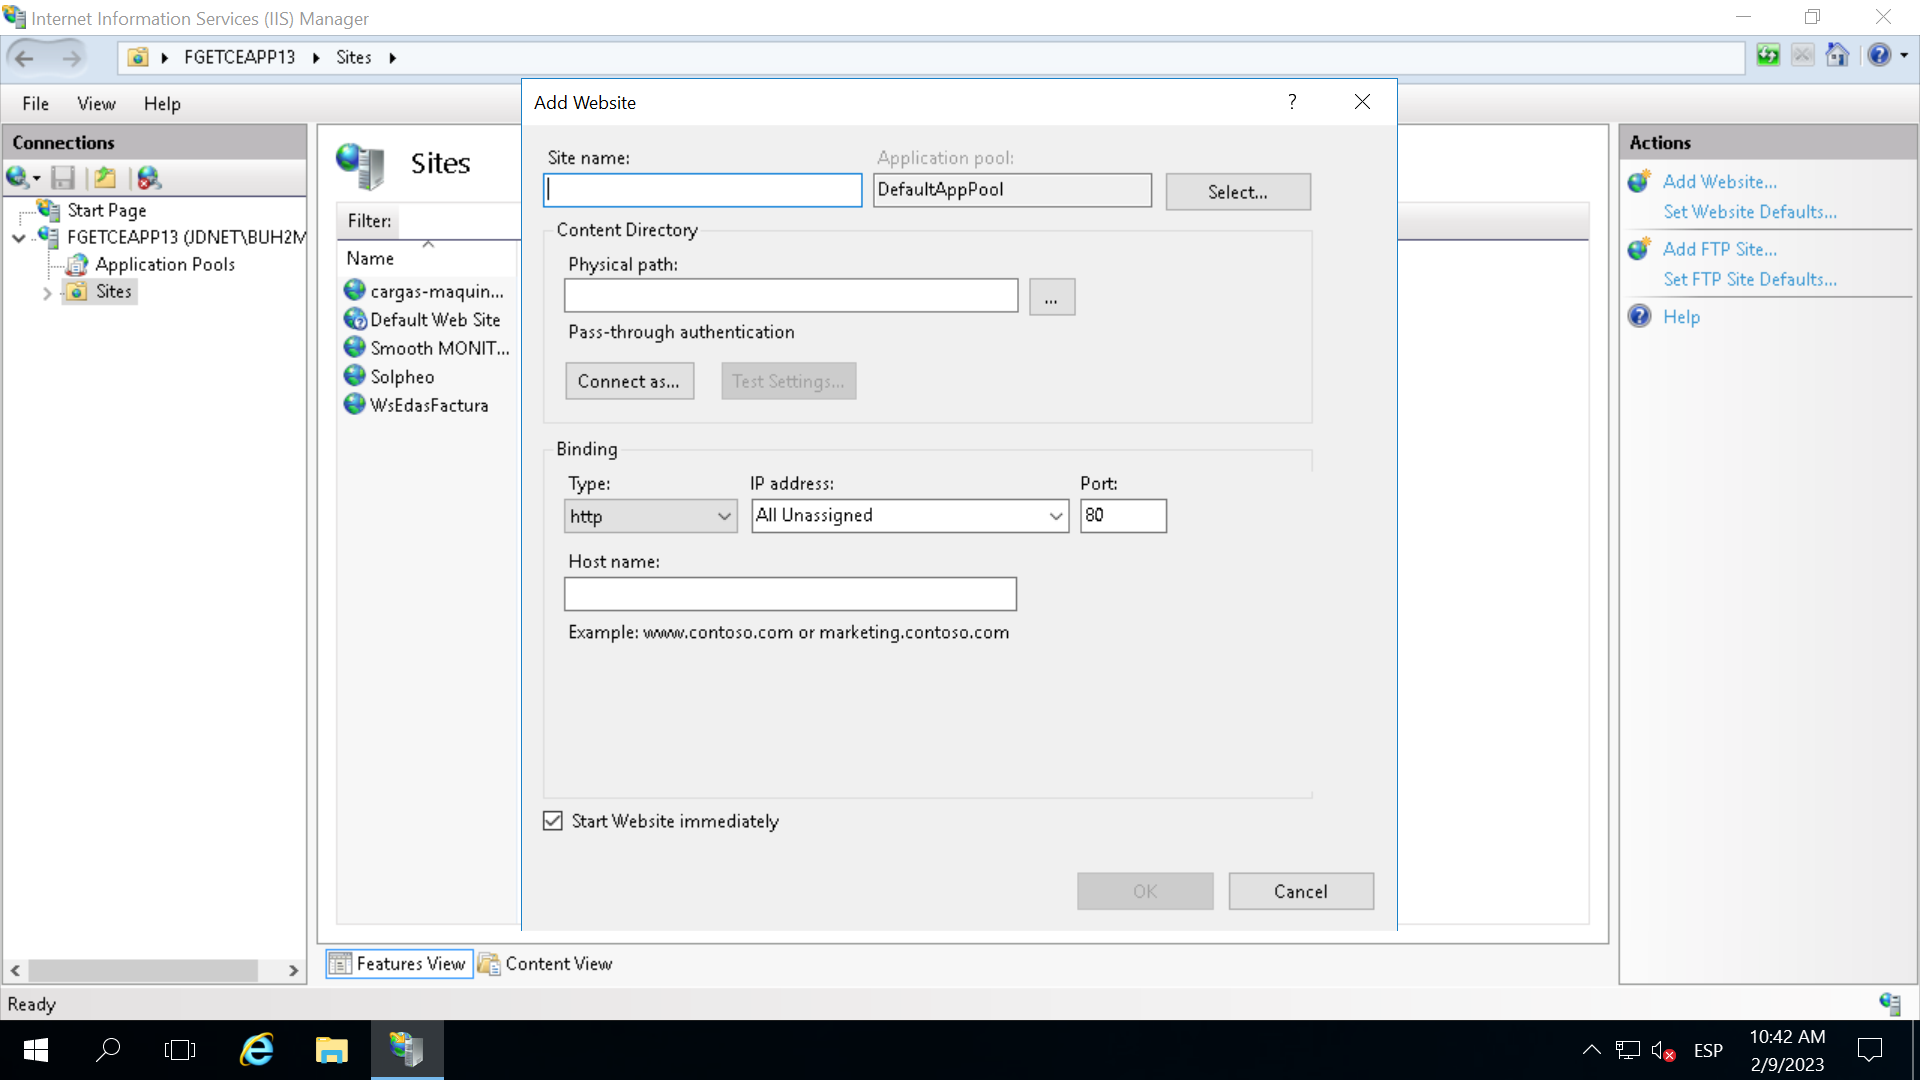 Internet Information Services (IIS) Manager
FGETCEAPP13
Sites
File
View
Help
Connections
Start Page
FGETCEAPP13 (JDNET\BUH2M
Application Pools
Sites
Sites
Filter:
Name
cargas-maquin...
Default Web Site
Smooth MONIT...
Solpheo
WsEdasFactura
Add Website
?
Site name:
Application pool:
DefaultAppPool
Select...
Content Directory
Physical path:
...
Pass-through authentication
Connect as...
Test Settings...
Binding
Type:
IP address:
Port:
http
All Unassigned
80
Host name:
Example: www.contoso.com or marketing.contoso.com
Start Website immediately
OK
Cancel
Actions
Add Website...
Set Website Defaults...
Add FTP Site...
Set FTP Site Defaults...
Help
Features View
Content View
Ready
ESP
10:42 AM
2/9/2023